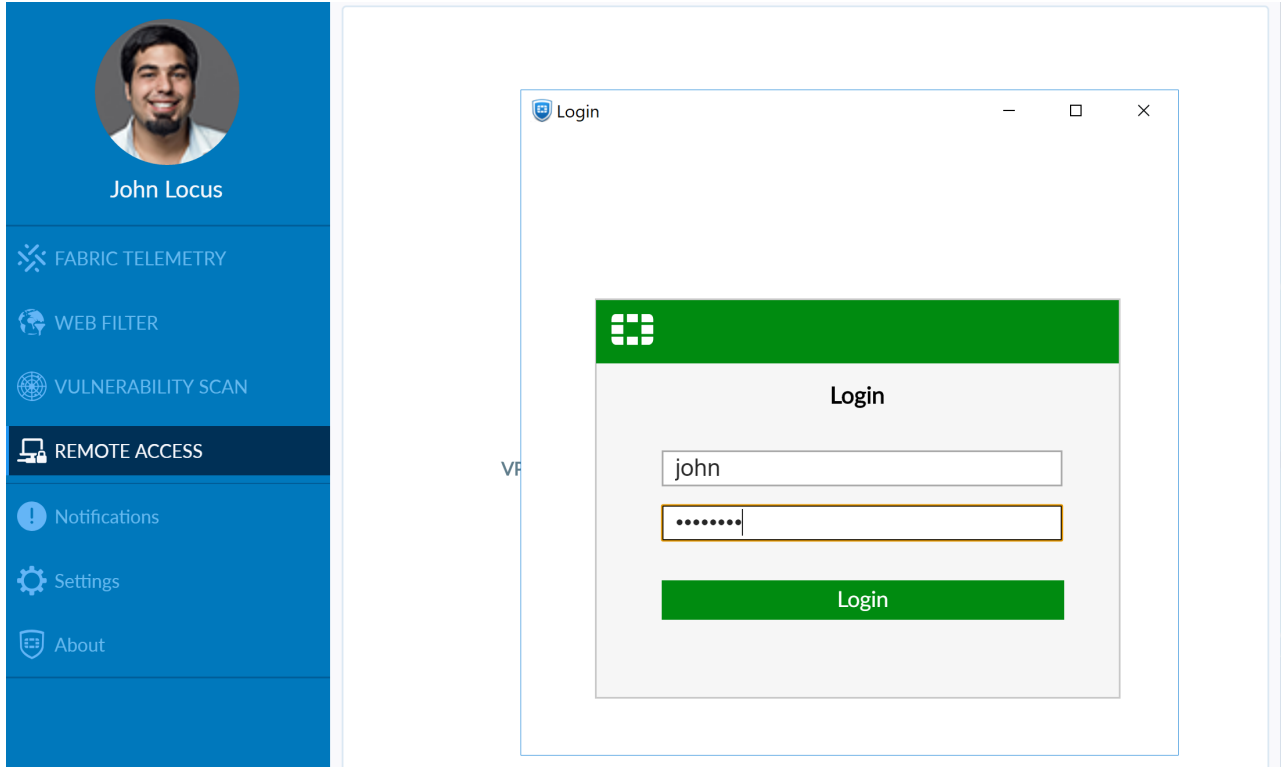 John Locus
FABRIC TELEMETRY
WEB FILTER
VULNERABILITY SCAN
REMOTE ACCESS
Notifications
Settings
About
Login
Login
john
••••••••
Login